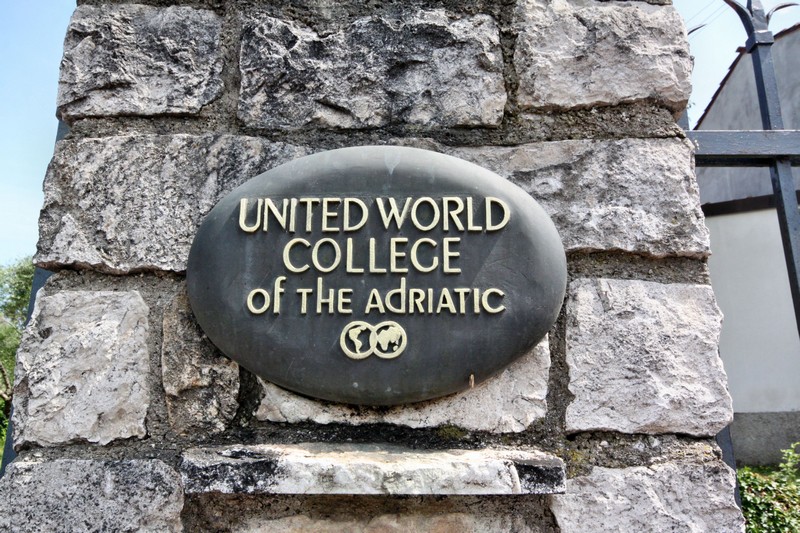 UNITED WORLD
COLLEGE
of THE ADRIATIC